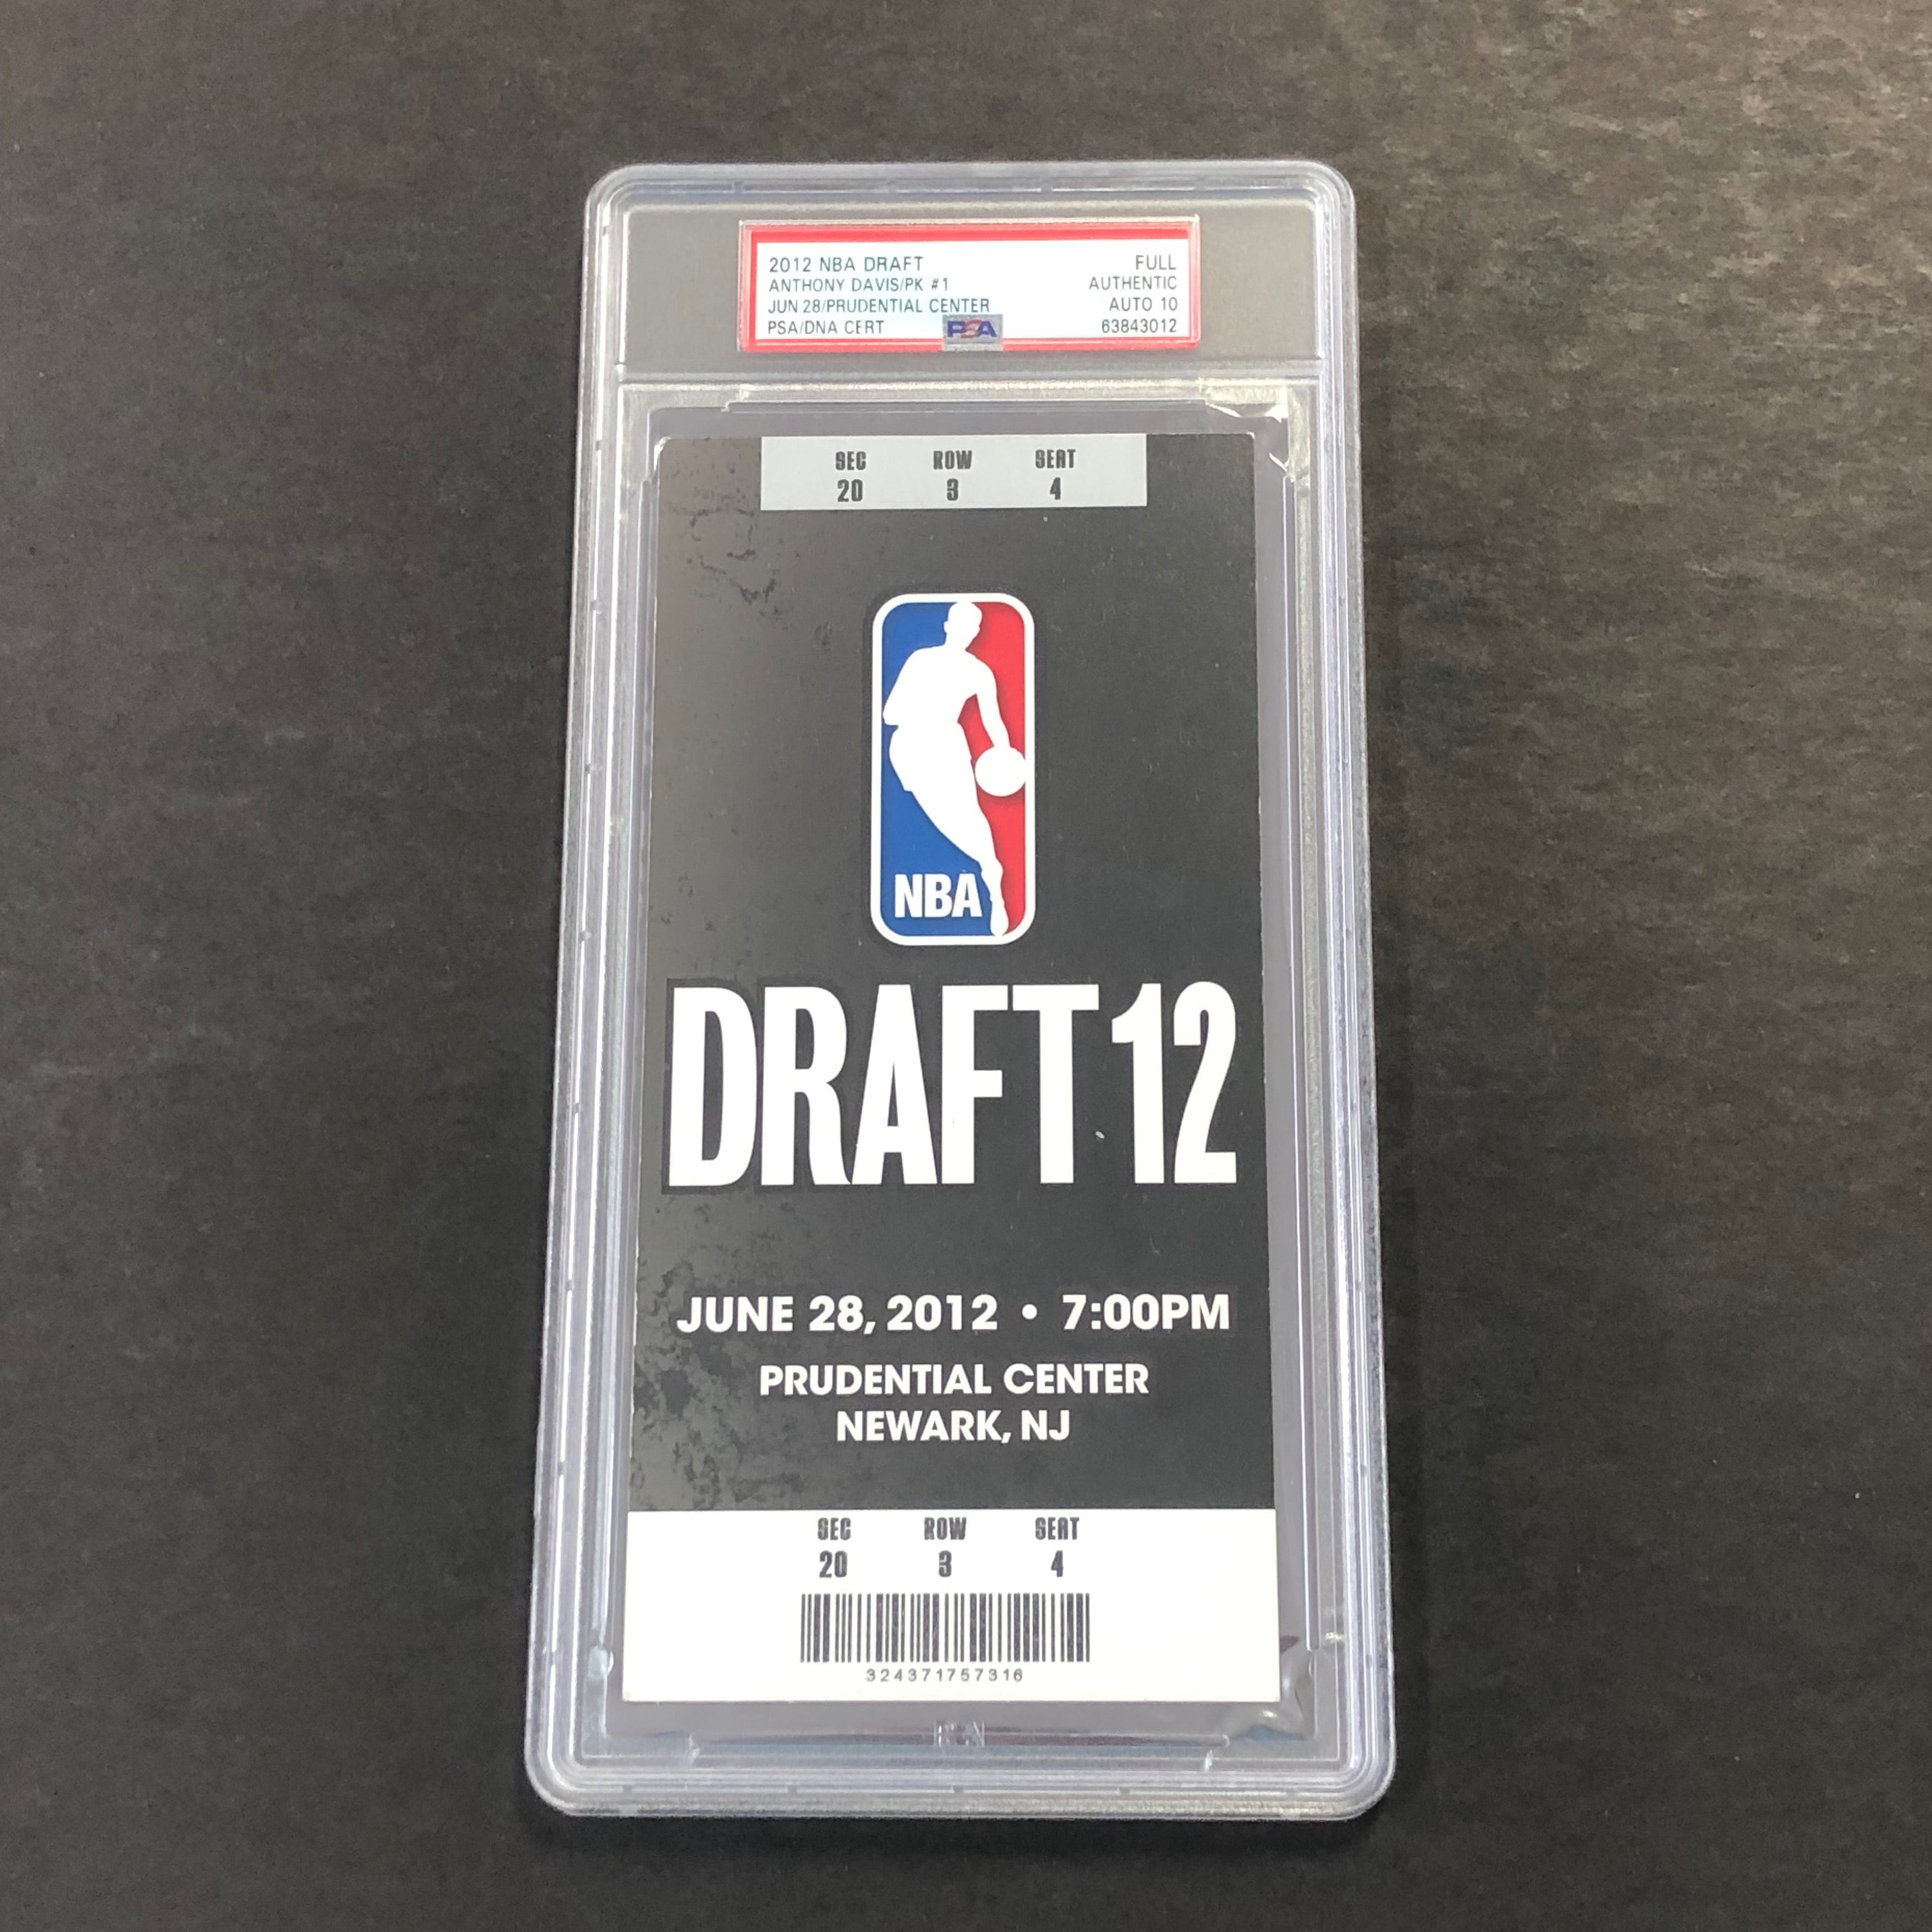 2012 NBA DRAFT FULL
ANTHONY DAVIS/PK #1 AUTHENTIC
JUN 28/PRUDENTIAL CENTER AUTO 10
PSA/DNA CERT PSA 63843012
SEC ROW SEAT
20 3 4
NBA
DRAFT 12
JUNE 28, 2012 • 7:00PM
PRUDENTIAL CENTER
NEWARK, NJ
SEC ROW SEAT
20 3 4
324371757316
PSA